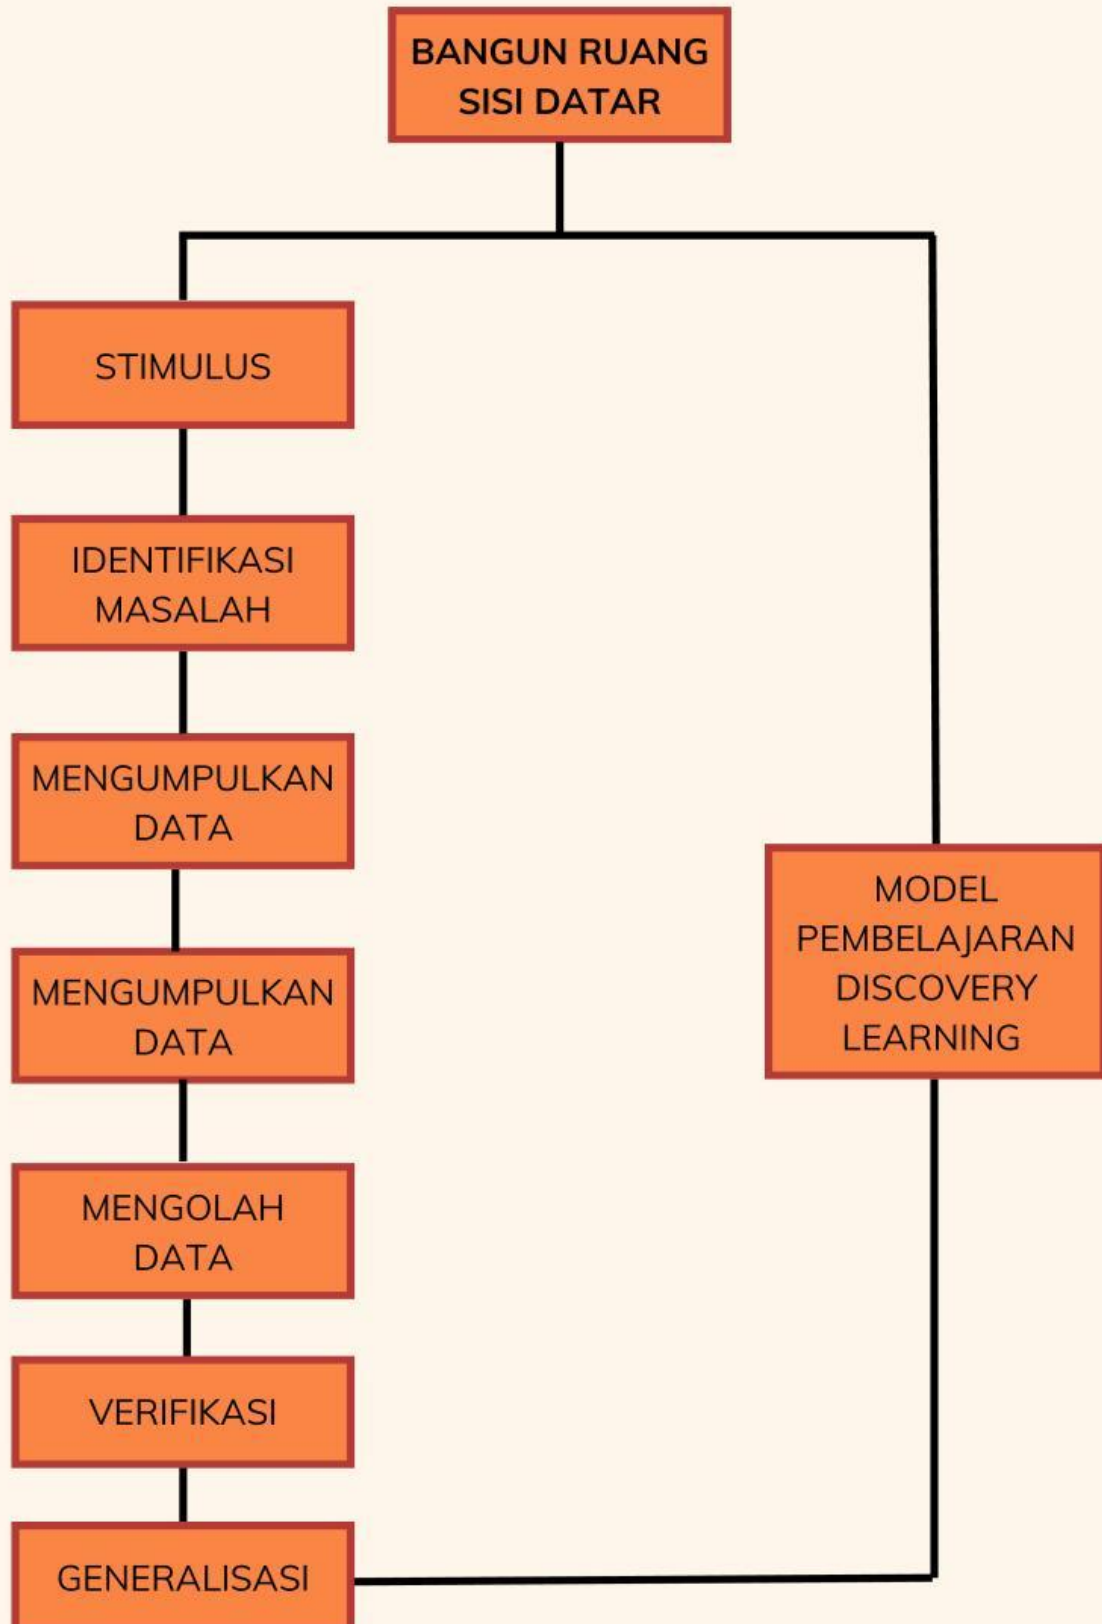 BANGUN RUANG
SISI DATAR
STIMULUS
IDENTIFIKASI
MASALAH
MENGUMPULKAN
DATA
MENGUMPULKAN
DATA
MENGOLAH
DATA
VERIFIKASI
GENERALISASI
MODEL
PEMBELAJARAN
DISCOVERY
LEARNING